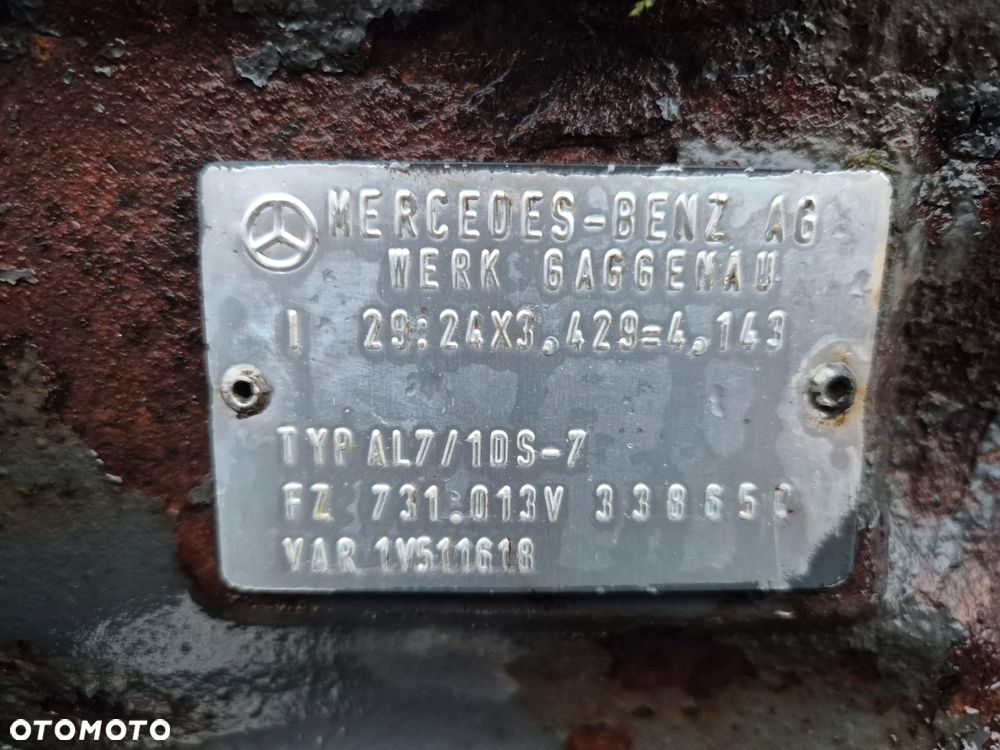 MERCEDES-BENZ AG
WERK GAGGENAU
I 29:24X3,429=4,143
TYP AL7/10S-7
FZ 731.013V 338650
VAR 1V511618
OTOMOTO